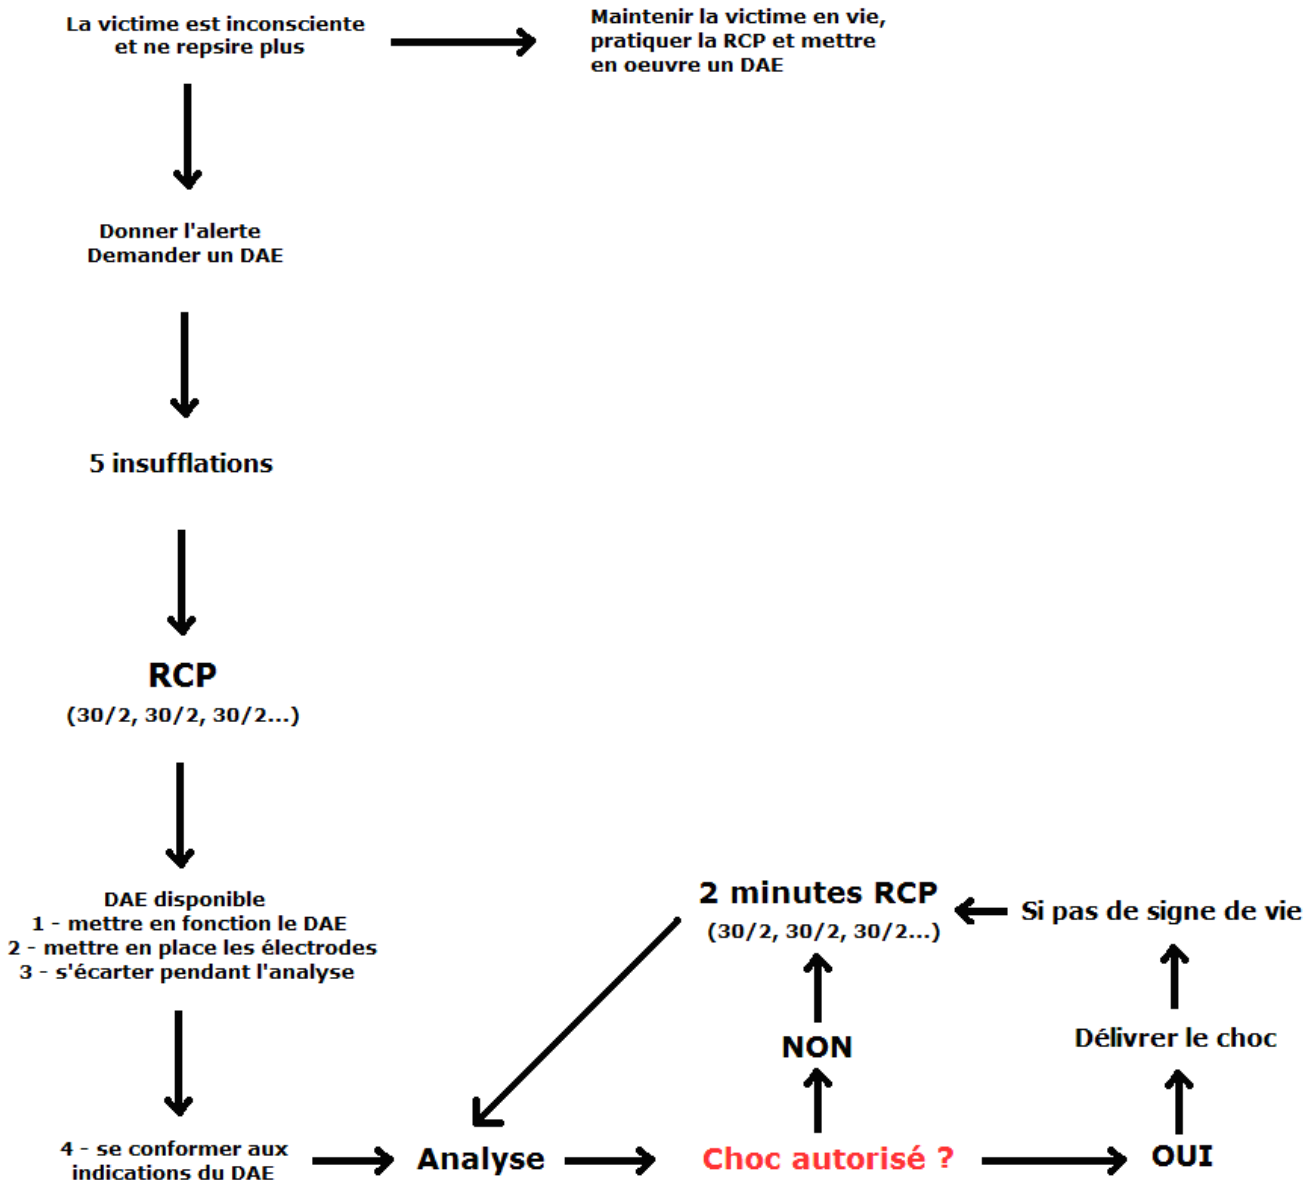 La victime est inconsciente
et ne repsire plus
Maintenir la victime en vie,
pratiquer la RCP et mettre
en oeuvre un DAE
Donner l'alerte
Demander un DAE
5 insufflations
RCP
(30/2, 30/2, 30/2...)
DAE disponible
1 - mettre en fonction le DAE
2 - mettre en place les électrodes
3 - s'écarter pendant l'analyse
4 - se conformer aux
indications du DAE
Analyse
Choc autorisé ?
NON
2 minutes RCP
(30/2, 30/2, 30/2...)
OUI
Délivrer le choc
Si pas de signe de vie